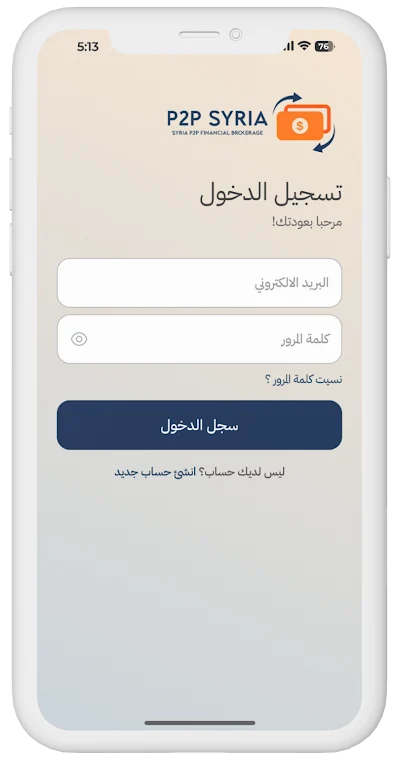 5:13
76
P2P SYRIA
SYRIA P2P FINANCIAL BROKERAGE
$
تسجيل الدخول
مرحبا بعودتك!
البريد الالكتروني
كلمة المرور
نسيت كلمة المرور ؟
سجل الدخول
ليس لديك حساب؟ انشئ حساب جديد